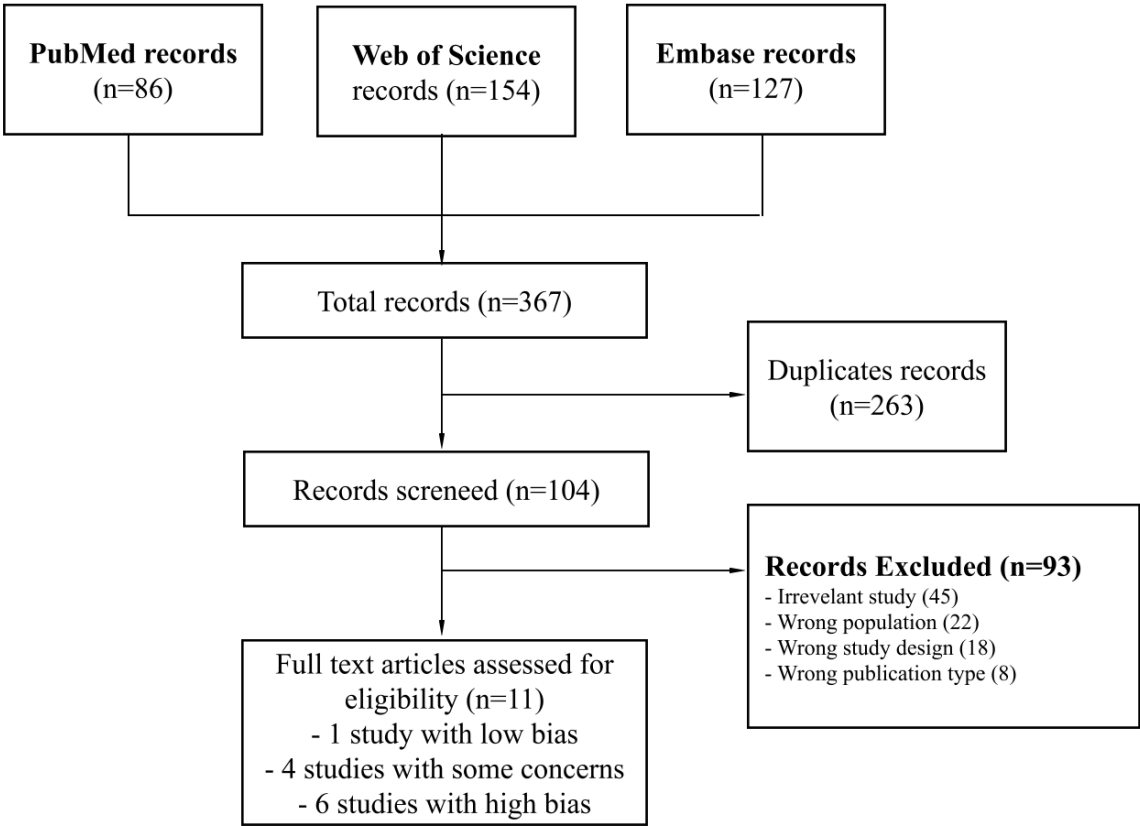 PubMed records
(n=86)
Web of Science
records (n=154)
Embase records
(n=127)
Total records (n=367)
Duplicates records
(n=263)
Records screneed (n=104)
Records Excluded (n=93)
- Irrevelant study (45)
- Wrong population (22)
- Wrong study design (18)
- Wrong publication type (8)
Full text articles assessed for
eligibility (n=11)
- 1 study with low bias
- 4 studies with some concerns
- 6 studies with high bias